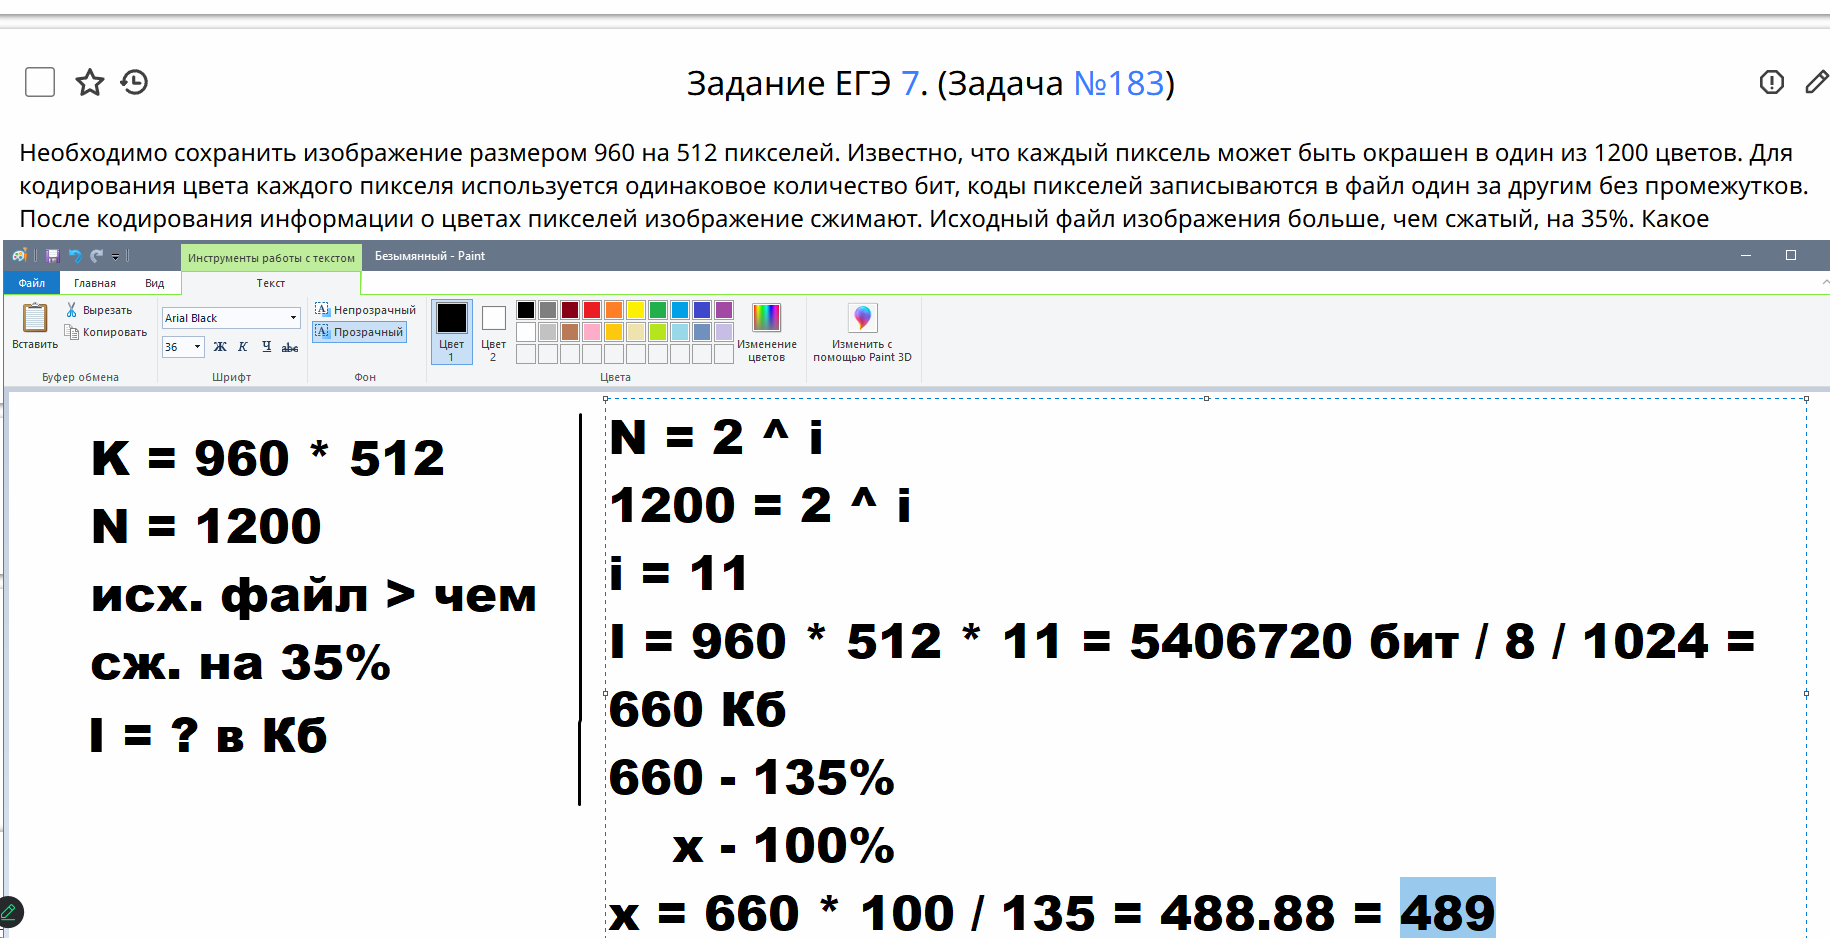 Задание ЕГЭ 7. (Задача №183)
Необходимо сохранить изображение размером 960 на 512 пикселей. Известно, что каждый пиксель может быть окрашен в один из 1200 цветов. Для
кодирования цвета каждого пикселя используется одинаковое количество бит, коды пикселей записываются в файл один за другим без промежутков.
После кодирования информации о цветах пикселей изображение сжимают. Исходный файл изображения больше, чем сжатый, на 35%. Какое
Инструменты работы с текстом
Безымянный - Paint
Файл
Главная
Вид
Текст
Вставить
Вырезать
Копировать
Буфер обмена
Arial Black
36
Ж К Ч abc
Шрифт
Непрозрачный
Прозрачный
Фон
Цвет
1
Цвет
2
Цвета
Изменение
цветов
Изменить с
помощью Paint 3D
K = 960 * 512
N = 1200
исх. файл > чем
сж. на 35%
I = ? в Кб
N = 2 ^ i
1200 = 2 ^ i
i = 11
I = 960 * 512 * 11 = 5406720 бит / 8 / 1024 =
660 Кб
660 - 135%
x - 100%
x = 660 * 100 / 135 = 488.88 = 489